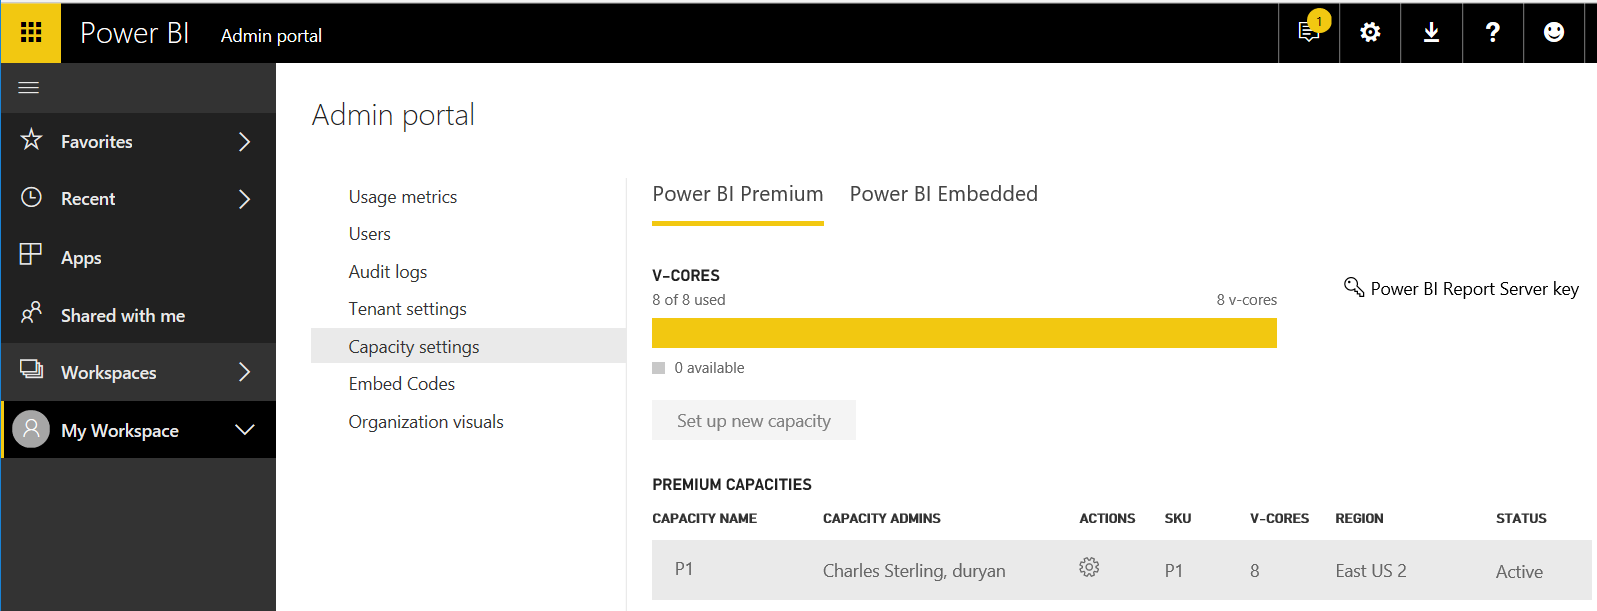 Power BI Admin portal 1
Favorites
Recent
Apps
Shared with me
Workspaces
My Workspace
Admin portal
Usage metrics
Users
Audit logs
Tenant settings
Capacity settings
Embed Codes
Organization visuals
Power BI Premium Power BI Embedded
V-CORES
8 of 8 used 8 v-cores
Power BI Report Server key
0 available
Set up new capacity
PREMIUM CAPACITIES
CAPACITY NAME CAPACITY ADMINS ACTIONS SKU V-CORES REGION STATUS
P1 Charles Sterling, duryan P1 8 East US 2 Active